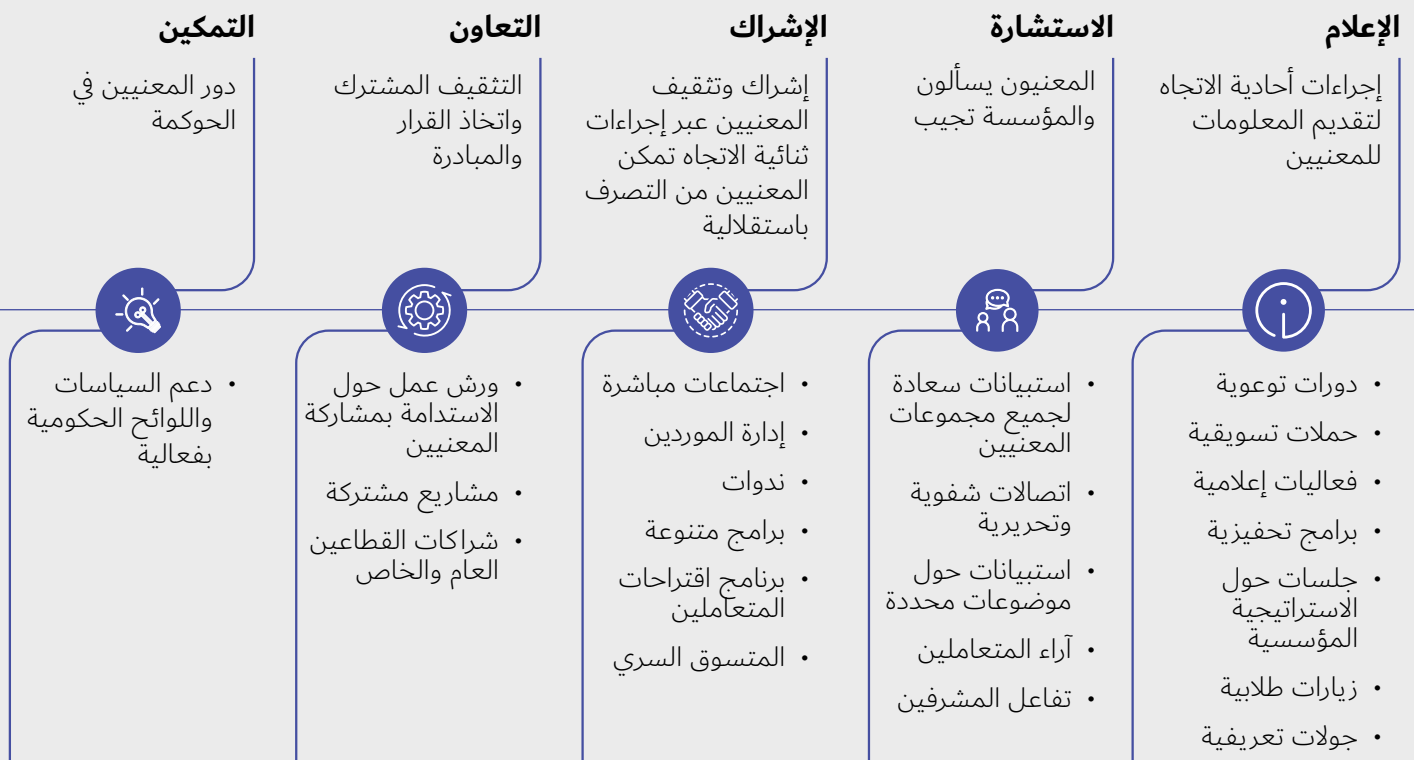 الإعلام
إجراءات أحادية الاتجاه
لتقديم المعلومات
للمعنيين
• دورات توعوية
• حملات تسويقية
• فعاليات إعلامية
• برامج تحفيزية
• جلسات حول
الاستراتيجية
المؤسسية
• زيارات طلابية
• جولات تعريفية
الاستشارة
المعنيون يسألون
والمؤسسة تجيب
• استبيانات سعادة
لجميع مجموعات
المعنيين
• اتصالات شفوية
وتحريرية
• استبيانات حول
موضوعات محددة
• آراء المتعاملين
• تفاعل المشرفين
الإشراك
إشراك وتثقيف
المعنيين عبر إجراءات
ثنائية الاتجاه تمكن
المعنيين من التصرف
باستقلالية
• اجتماعات مباشرة
• إدارة الموردين
• ندوات
• برامج متنوعة
• برنامج اقتراحات
المتعاملين
• المتسوق السري
التعاون
التثقيف المشترك
واتخاذ القرار
والمبادرة
• ورش عمل حول
الاستدامة بمشاركة
المعنيين
• مشاريع مشتركة
• شراكات القطاعين
العام والخاص
التمكين
دور المعنيين في
الحوكمة
• دعم السياسات
واللوائح الحكومية
بفعالية